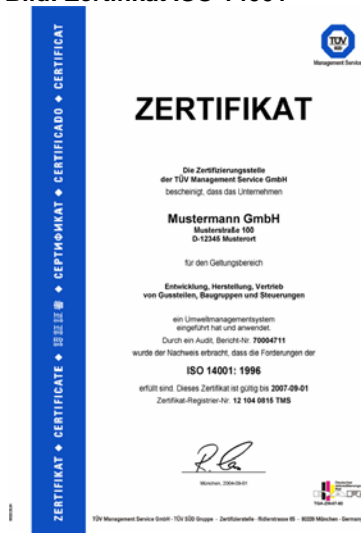 TÜV
Management Service
ZERTIFIKAT
Die Zertifizierungsstelle
der TÜV Management Service GmbH
bescheinigt, dass das Unternehmen
Mustermann GmbH
Musterstraße 100
D-12345 Musterort
für den Geltungsbereich
Entwicklung, Herstellung, Vertrieb
von Gussteilen, Baugruppen und Steuerungen
ein Umweltmanagementsystem
eingeführt hat und anwendet.
Durch ein Audit, Bericht-Nr. 70004711
wurde der Nachweis erbracht, dass die Forderungen der
ISO 14001: 1996
erfüllt sind. Dieses Zertifikat ist gültig bis 2007-09-01
Zertifikat-Registrier-Nr. 12 104 0815 TMS
München, 2004-09-01
TÜV Management Service GmbH · TÜV SÜD Gruppe · Zertifizierstelle · Ridlerstrasse 65 · 80339 München · Germany
ZERTIFIKAT ◆ CERTIFICATE ◆ 認証証書 ◆ СЕРТИФИКАТ ◆ CERTIFICADO ◆ CERTIFICAT